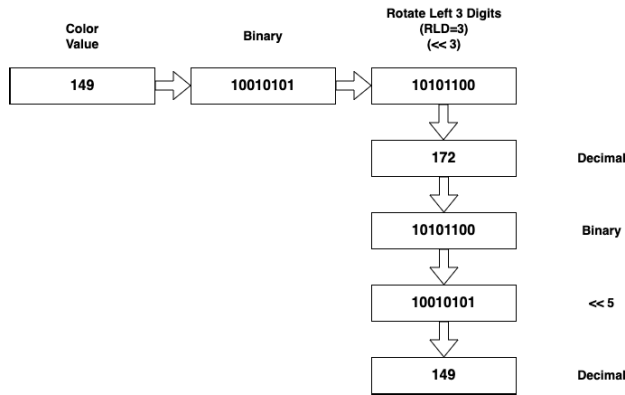 Rotate Left 3 Digits
(RLD=3)
(<< 3)
Color
Value
Binary
149
10010101
10101100
172
Decimal
10101100
Binary
10010101
<< 5
149
Decimal